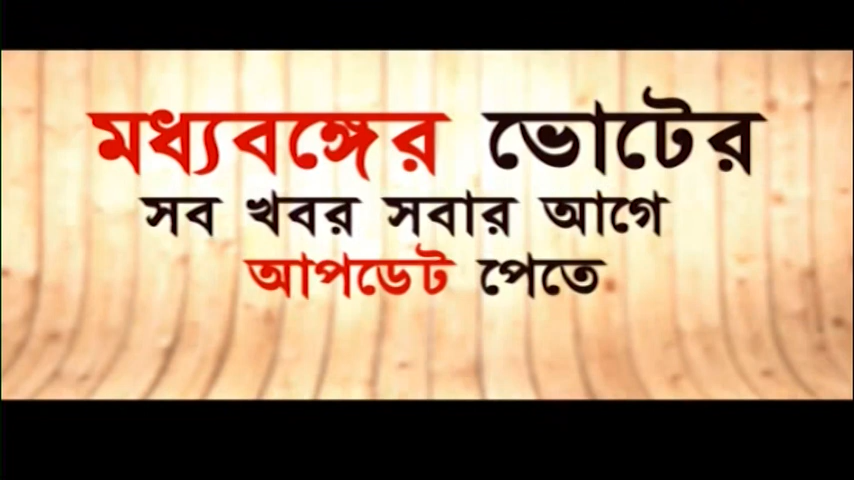 মধ্যবঙ্গের ভোটের
সব খবর সবার আগে
আপডেট পেতে